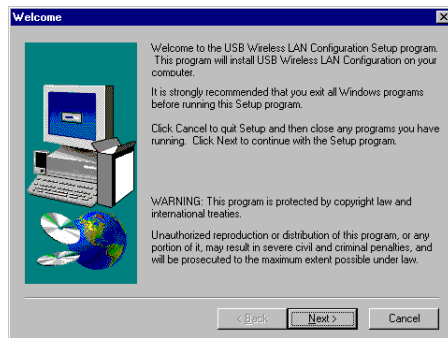 Welcome
Welcome to the USB Wireless LAN Configuration Setup program.
This program will install USB Wireless LAN Configuration on your
computer.
It is strongly recommended that you exit all Windows programs
before running this Setup program.
Click Cancel to quit Setup and then close any programs you have
running. Click Next to continue with the Setup program.
WARNING: This program is protected by copyright law and
international treaties.
Unauthorized reproduction or distribution of this program, or any
portion of it, may result in severe civil and criminal penalties, and
will be prosecuted to the maximum extent possible under law.
< Back
Next >
Cancel